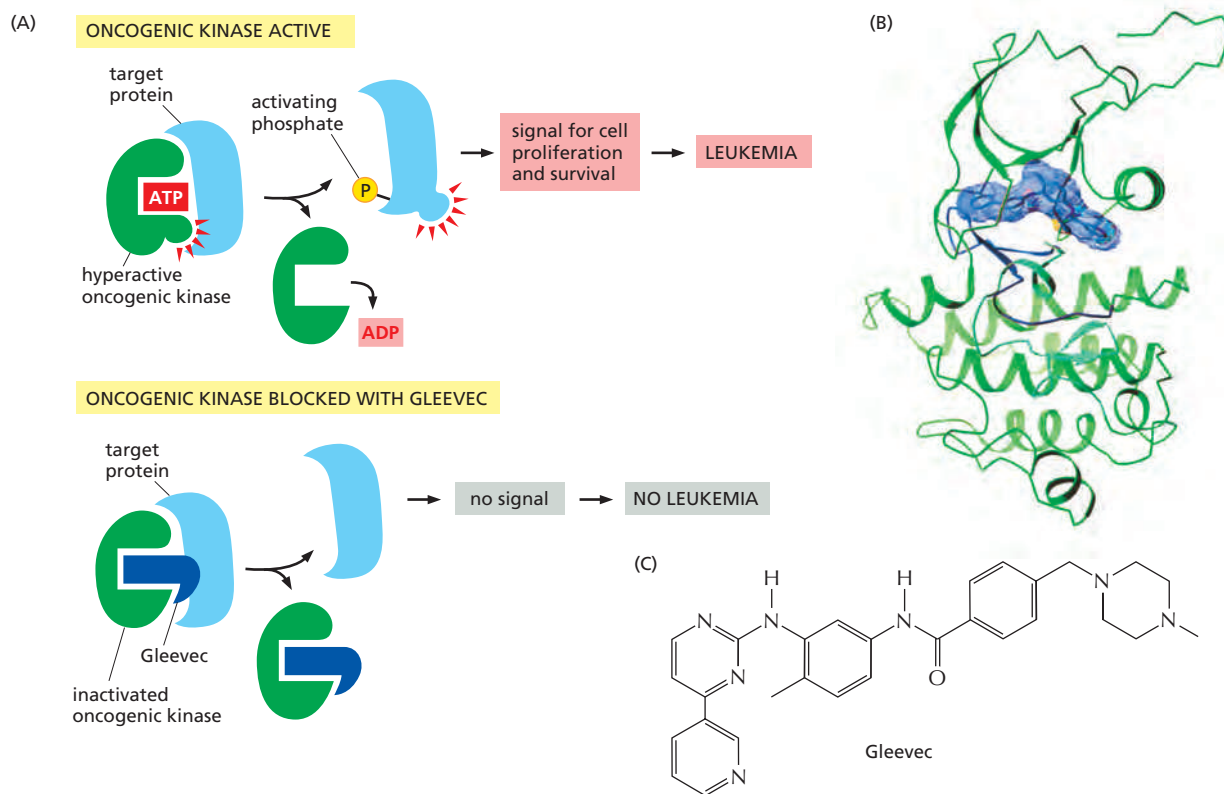 (A)
ONCOGENIC KINASE ACTIVE
target
protein
activating
phosphate
ATP
P
hyperactive
oncogenic kinase
ADP
signal for cell
proliferation
and survival
LEUKEMIA
ONCOGENIC KINASE BLOCKED WITH GLEEVEC
target
protein
Gleevec
inactivated
oncogenic kinase
no signal
NO LEUKEMIA
(B)
(C)
H
H
N
N
N
N
N
O
N
N
Gleevec